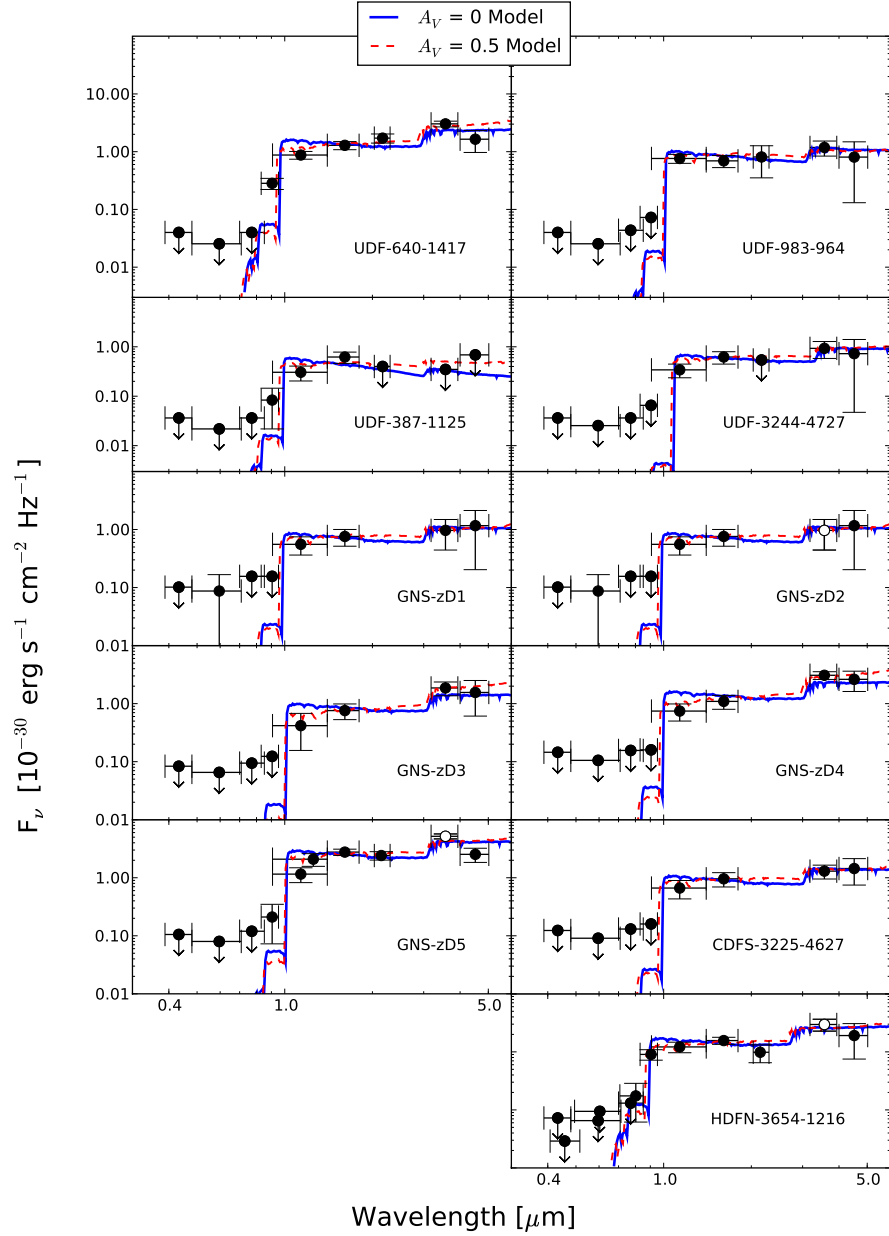 A_V = 0 Model
A_V = 0.5 Model
10.00
1.00
0.10
0.01
UDF-640-1417
UDF-983-964
1.00
0.10
0.01
UDF-387-1125
UDF-3244-4727
1.00
0.10
0.01
GNS-zD1
GNS-zD2
1.00
0.10
0.01
GNS-zD3
GNS-zD4
1.00
0.10
0.01
GNS-zD5
CDFS-3225-4627
0.4 1.0 5.0
HDFN-3654-1216
0.4 1.0 5.0
F_ν [10⁻³⁰ erg s⁻¹ cm⁻² Hz⁻¹]
Wavelength [μm]